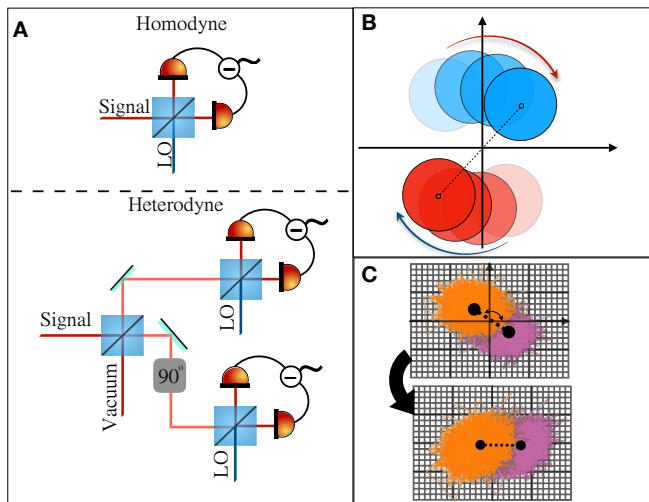 A
Homodyne
Signal
LO
Heterodyne
LO
Signal
Vacuum
90°
LO
B
C